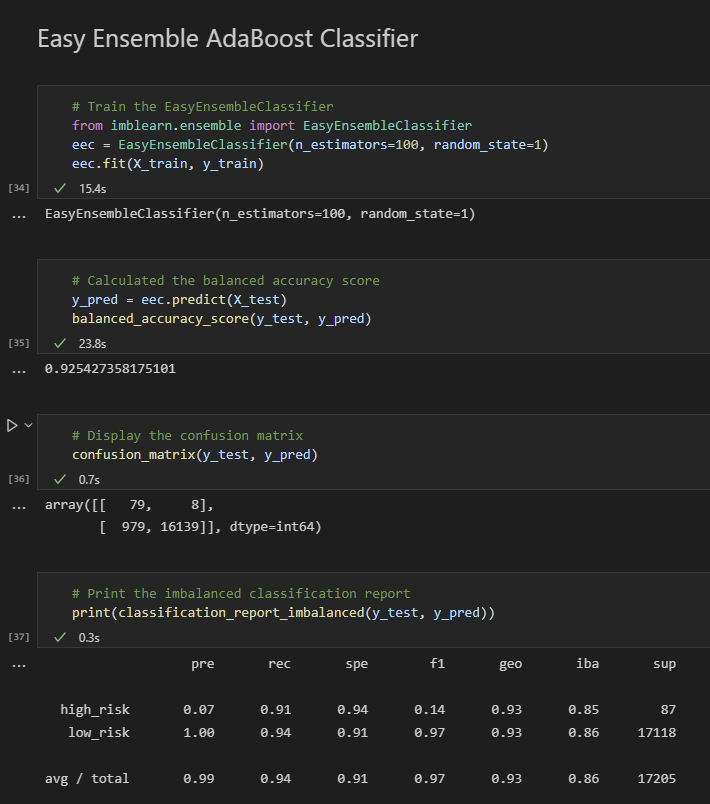 Easy Ensemble AdaBoost Classifier
# Train the EasyEnsembleClassifier
from imblearn.ensemble import EasyEnsembleClassifier
eec = EasyEnsembleClassifier(n_estimators=100, random_state=1)
eec.fit(X_train, y_train)
[34] 15.4s
... EasyEnsembleClassifier(n_estimators=100, random_state=1)
# Calculated the balanced accuracy score
y_pred = eec.predict(X_test)
balanced_accuracy_score(y_test, y_pred)
[35] 23.8s
... 0.925427358175101
# Display the confusion matrix
confusion_matrix(y_test, y_pred)
[36] 0.7s
... array([[   79,     8],
       [  979, 16139]], dtype=int64)
# Print the imbalanced classification report
print(classification_report_imbalanced(y_test, y_pred))
[37] 0.3s
... pre rec spe f1 geo iba sup
high_risk 0.07 0.91 0.94 0.14 0.93 0.85 87
low_risk 1.00 0.94 0.91 0.97 0.93 0.86 17118
avg / total 0.99 0.94 0.91 0.97 0.93 0.86 17205